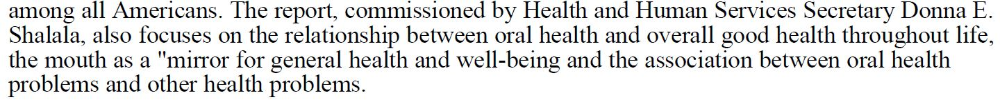 among all Americans. The report, commissioned by Health and Human Services Secretary Donna E.
Shalala, also focuses on the relationship between oral health and overall good health throughout life,
the mouth as a "mirror for general health and well-being and the association between oral health
problems and other health problems.